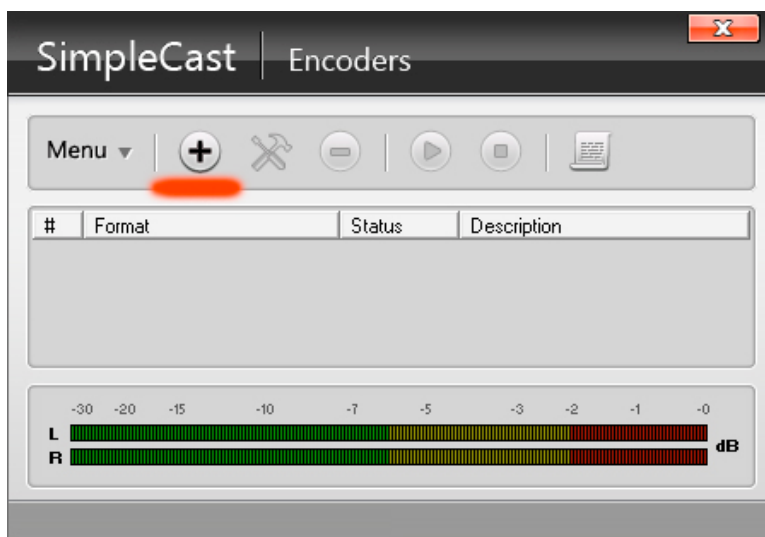 SimpleCast Encoders
Menu
# Format Status Description
-30 -20 -15 -10 -7 -5 -3 -2 -1 -0
L
dB
R